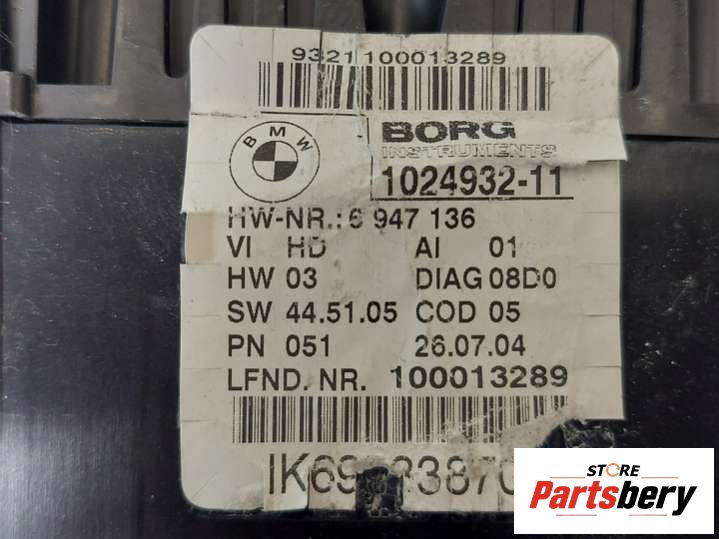 9321 100013289
BMW
BORG
INSTRUMENTS
1024932-11
HW-NR.: 6 947 136
VI HD AI 01
HW 03 DIAG 08D0
SW 44.51.05 COD 05
PN 051 26.07.04
LFND. NR. 100013289
STORE
Partsbery